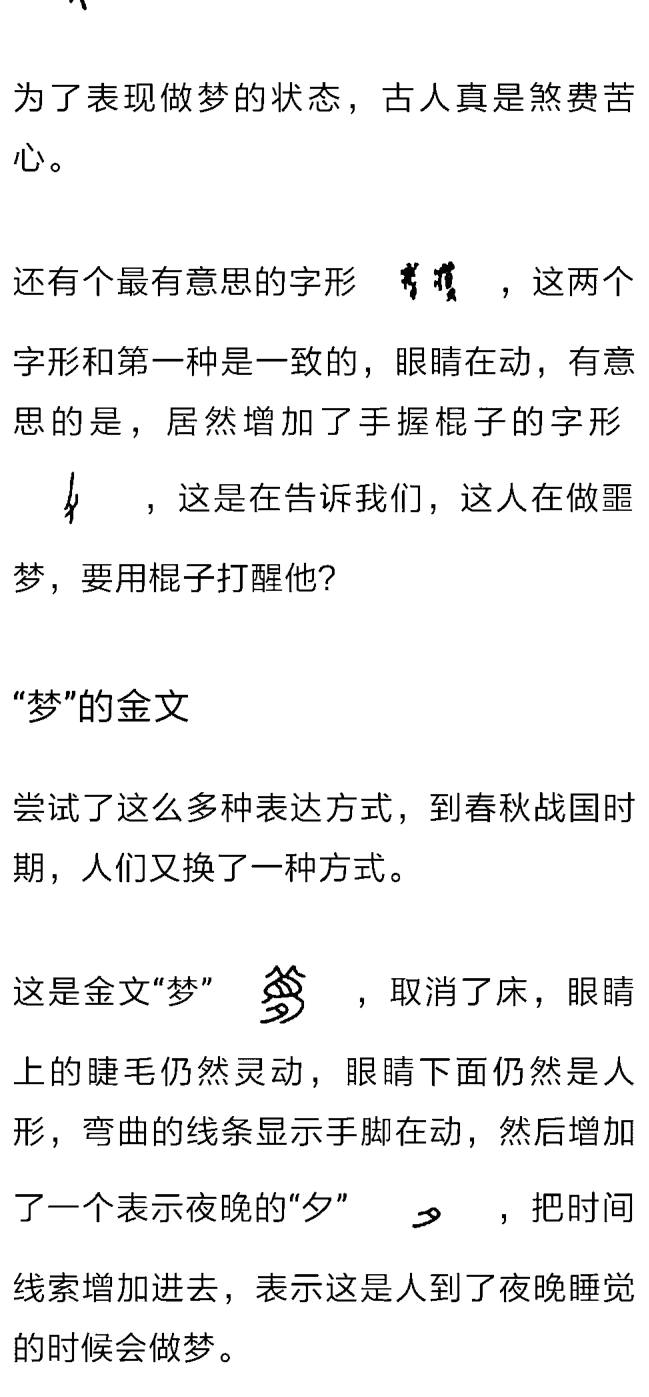 为了表现做梦的状态，古人真是煞费苦
心。
还有个最有意思的字形 ，这两个
字形和第一种是一致的，眼睛在动，有意
思的是，居然增加了手握棍子的字形
，这是在告诉我们，这人在做噩
梦，要用棍子打醒他？
“梦”的金文
尝试了这么多种表达方式，到春秋战国时
期，人们又换了一种方式。
这是金文“梦” ，取消了床，眼睛
上的睫毛仍然灵动，眼睛下面仍然是人
形，弯曲的线条显示手脚在动，然后增加
了一个表示夜晚的“夕” ，把时间
线索增加进去，表示这是人到了夜晚睡觉
的时候会做梦。